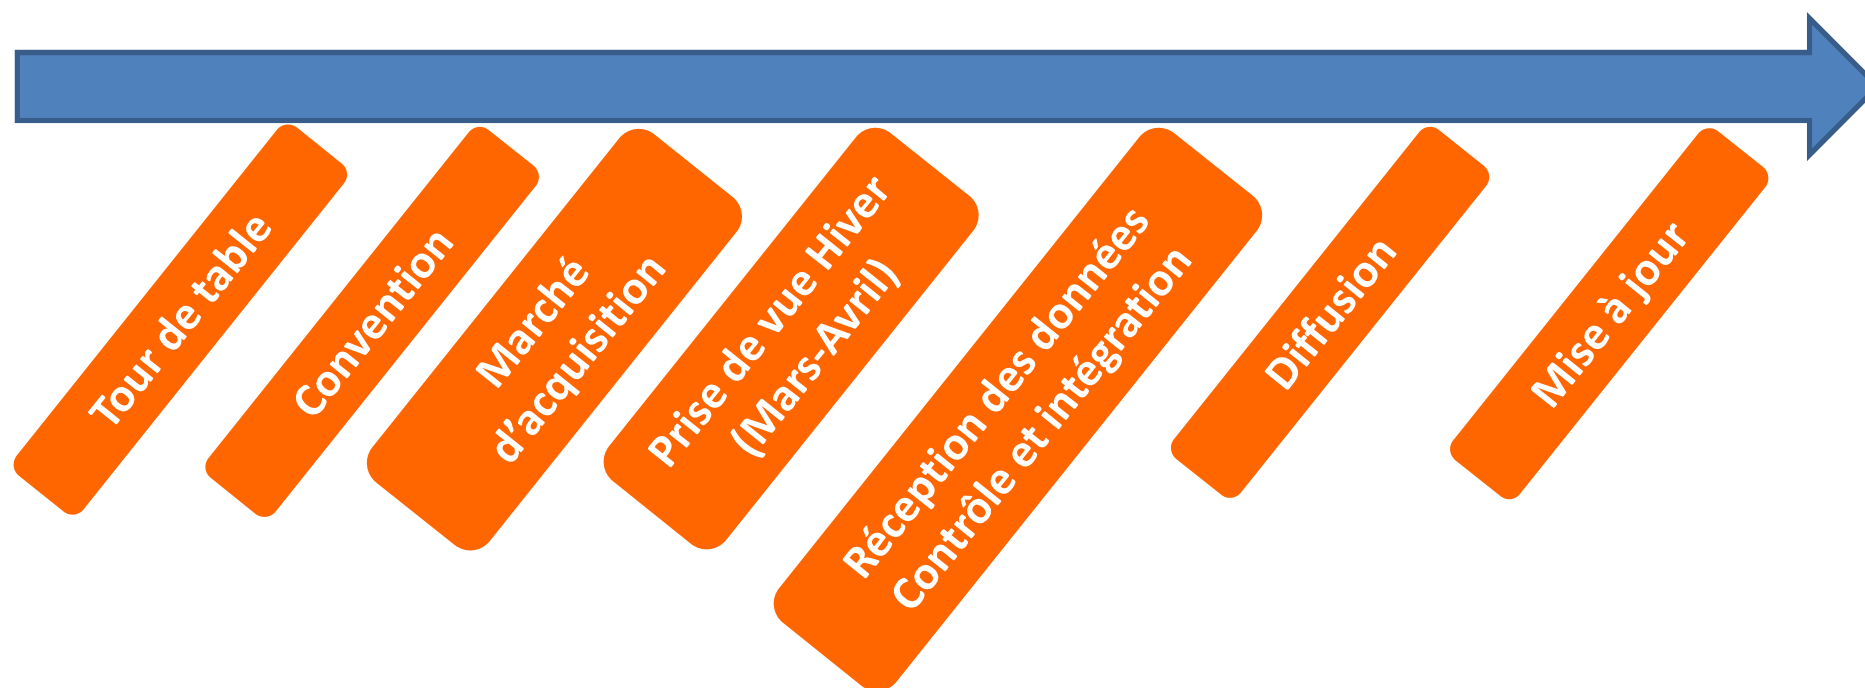 Tour de table
Convention
Marché
d’acquisition
Prise de vue Hiver
(Mars-Avril)
Réception des données
Contrôle et intégration
Diffusion
Mise à jour